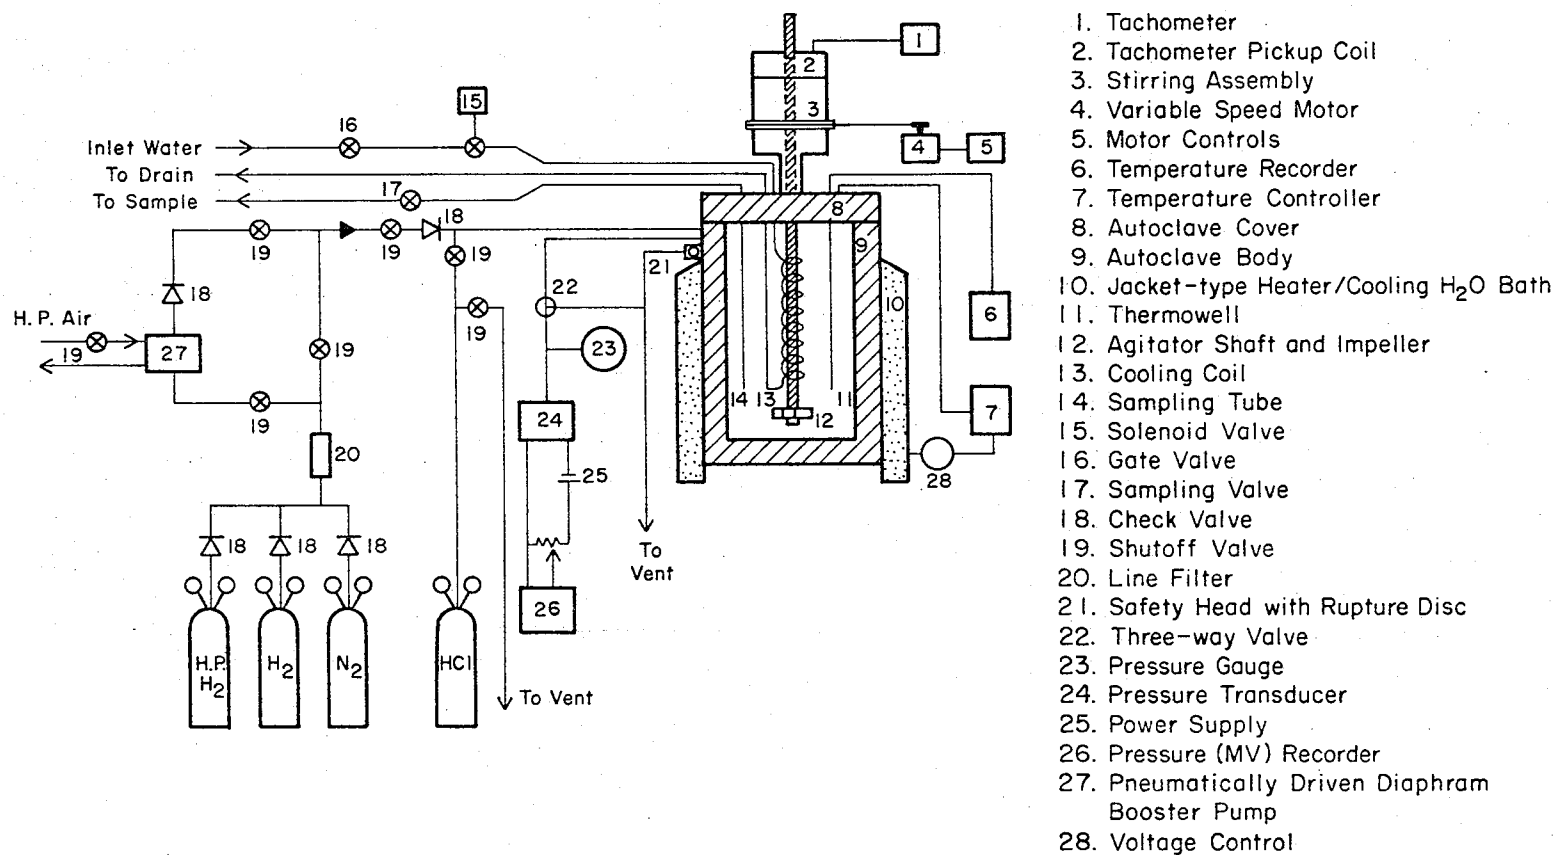 1
2
3
15
16
4
5
Inlet Water
To Drain
17
To Sample
8
18
19
19
19
9
21
10
22
18
H.P. Air
19
6
23
27
19
19
14
13
11
12
24
7
19
20
25
28
18
18
18
To
Vent
26
H.P.
H2
H2
N2
HCl
To Vent
1. Tachometer
2. Tachometer Pickup Coil
3. Stirring Assembly
4. Variable Speed Motor
5. Motor Controls
6. Temperature Recorder
7. Temperature Controller
8. Autoclave Cover
9. Autoclave Body
10. Jacket-type Heater/Cooling H2O Bath
11. Thermowell
12. Agitator Shaft and Impeller
13. Cooling Coil
14. Sampling Tube
15. Solenoid Valve
16. Gate Valve
17. Sampling Valve
18. Check Valve
19. Shutoff Valve
20. Line Filter
21. Safety Head with Rupture Disc
22. Three-way Valve
23. Pressure Gauge
24. Pressure Transducer
25. Power Supply
26. Pressure (MV) Recorder
27. Pneumatically Driven Diaphram
Booster Pump
28. Voltage Control